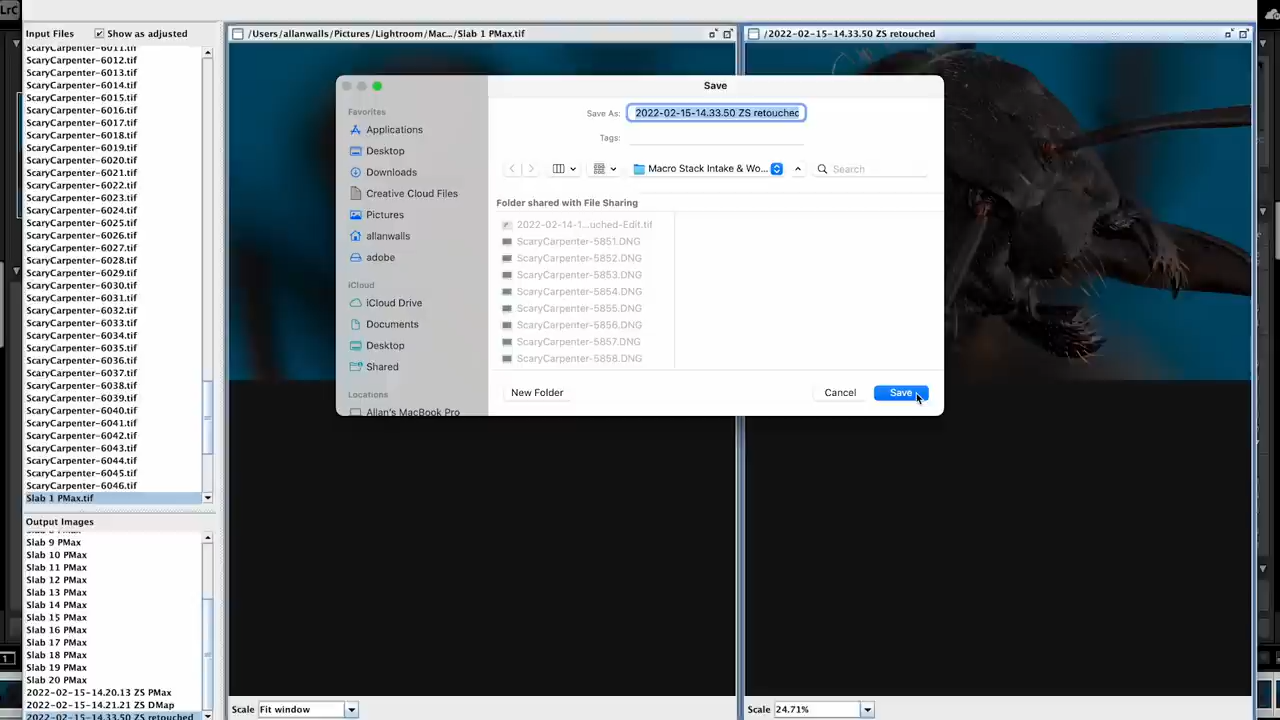 LrC
Input Files
Show as adjusted
ScaryCarpenter-6011.tif
ScaryCarpenter-6012.tif
ScaryCarpenter-6013.tif
ScaryCarpenter-6014.tif
ScaryCarpenter-6015.tif
ScaryCarpenter-6016.tif
ScaryCarpenter-6017.tif
ScaryCarpenter-6018.tif
ScaryCarpenter-6019.tif
ScaryCarpenter-6020.tif
ScaryCarpenter-6021.tif
ScaryCarpenter-6022.tif
ScaryCarpenter-6023.tif
ScaryCarpenter-6024.tif
ScaryCarpenter-6025.tif
ScaryCarpenter-6026.tif
ScaryCarpenter-6027.tif
ScaryCarpenter-6028.tif
ScaryCarpenter-6029.tif
ScaryCarpenter-6030.tif
ScaryCarpenter-6031.tif
ScaryCarpenter-6032.tif
ScaryCarpenter-6033.tif
ScaryCarpenter-6034.tif
ScaryCarpenter-6035.tif
ScaryCarpenter-6036.tif
ScaryCarpenter-6037.tif
ScaryCarpenter-6038.tif
ScaryCarpenter-6039.tif
ScaryCarpenter-6040.tif
ScaryCarpenter-6041.tif
ScaryCarpenter-6042.tif
ScaryCarpenter-6043.tif
ScaryCarpenter-6044.tif
ScaryCarpenter-6045.tif
ScaryCarpenter-6046.tif
Slab 1 PMax.tif
Output Images
Slab 9 PMax
Slab 10 PMax
Slab 11 PMax
Slab 12 PMax
Slab 13 PMax
Slab 14 PMax
Slab 15 PMax
Slab 16 PMax
Slab 17 PMax
Slab 18 PMax
Slab 19 PMax
Slab 20 PMax
2022-02-15-14.20.13 ZS PMax
2022-02-15-14.21.21 ZS DMap
2022-02-15-14.33.50 ZS retouched
/Users/allanwalls/Pictures/Lightroom/Mac.../Slab 1 PMax.tif
/2022-02-15-14.33.50 ZS retouched
Save
Save As: 2022-02-15-14.33.50 ZS retouched
Tags:
Macro Stack Intake & Wo...
Search
Favorites
Applications
Desktop
Downloads
Creative Cloud Files
Pictures
allanwalls
adobe
iCloud
iCloud Drive
Documents
Desktop
Shared
Locations
Allan's MacBook Pro
Folder shared with File Sharing
2022-02-14-1...uched-Edit.tif
ScaryCarpenter-5851.DNG
ScaryCarpenter-5852.DNG
ScaryCarpenter-5853.DNG
ScaryCarpenter-5854.DNG
ScaryCarpenter-5855.DNG
ScaryCarpenter-5856.DNG
ScaryCarpenter-5857.DNG
ScaryCarpenter-5858.DNG
New Folder
Cancel
Save
Scale Fit window
Scale 24.71%
1